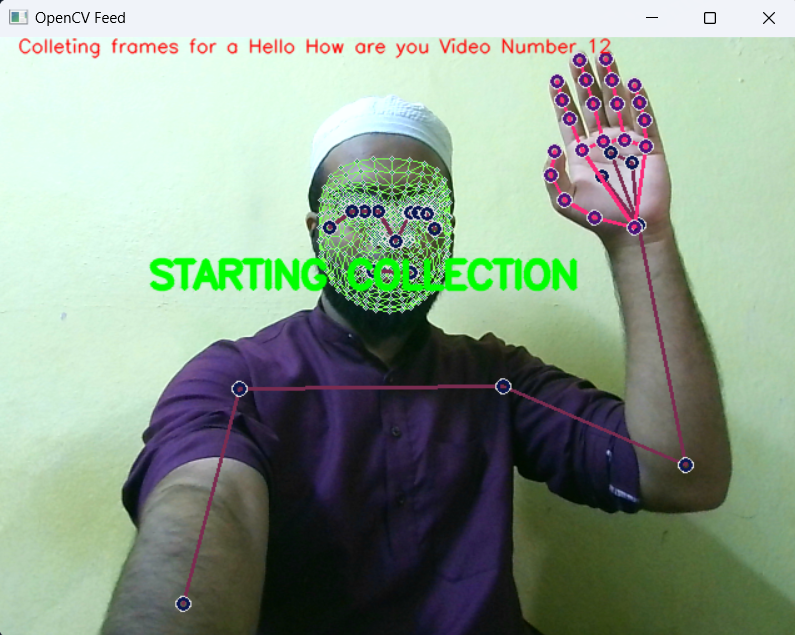 OpenCV Feed
Colleting frames for a Hello How are you Video Number 12
STARTING COLLECTION